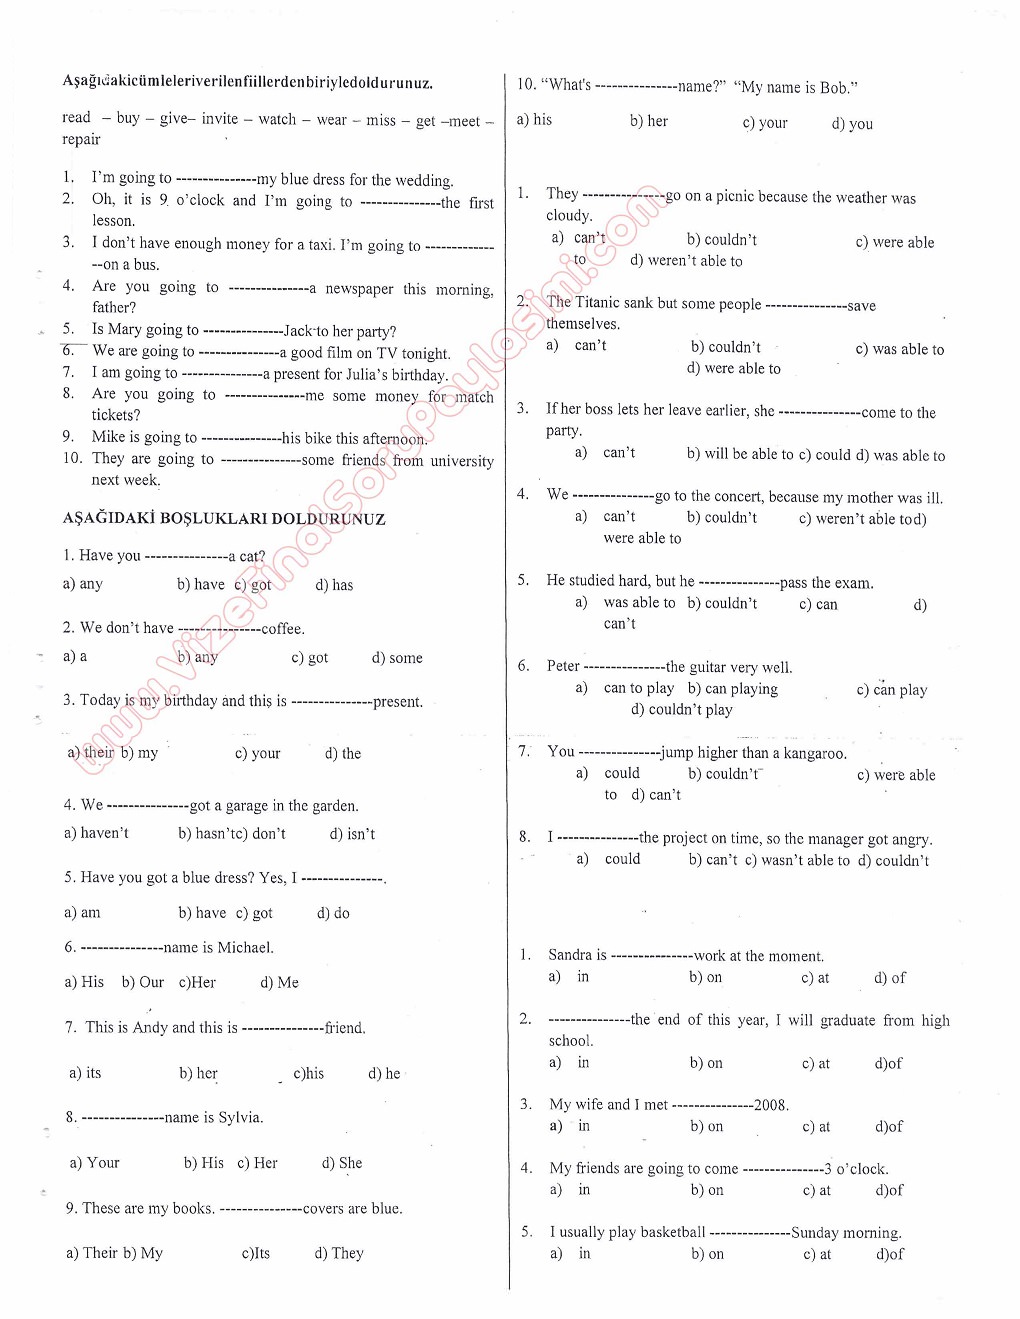 Aşağıdakicümleleriverilenfiillerdenbiriyledoldurunuz.
read – buy – give– invite – watch – wear – miss – get –meet –
repair
1. I'm going to ---------------my blue dress for the wedding.
2. Oh, it is 9 o'clock and I'm going to ---------------the first
lesson.
3. I don't have enough money for a taxi. I'm going to -------------
--on a bus.
4. Are you going to ---------------a newspaper this morning,
father?
5. Is Mary going to ---------------Jack to her party?
6. We are going to ---------------a good film on TV tonight.
7. I am going to ---------------a present for Julia's birthday.
8. Are you going to ---------------me some money for match
tickets?
9. Mike is going to ---------------his bike this afternoon.
10. They are going to ---------------some friends from university
next week.
AŞAĞIDAKİ BOŞLUKLARI DOLDURUNUZ
1. Have you ---------------a cat?
a) any b) have c) got d) has
2. We don't have ---------------coffee.
a) a b) any c) got d) some
3. Today is my birthday and this is ---------------present.
a) their b) my c) your d) the
4. We ---------------got a garage in the garden.
a) haven't b) hasn'tc) don't d) isn't
5. Have you got a blue dress? Yes, I ---------------.
a) am b) have c) got d) do
6. ---------------name is Michael.
a) His b) Our c)Her d) Me
7. This is Andy and this is ---------------friend.
a) its b) her c)his d) he
8. ---------------name is Sylvia.
a) Your b) His c) Her d) She
9. These are my books. ---------------covers are blue.
a) Their b) My c)Its d) They
10. "What's ---------------name?" "My name is Bob."
a) his b) her c) your d) you
1. They ---------------go on a picnic because the weather was
cloudy.
a) can't b) couldn't c) were able
to d) weren't able to
2. The Titanic sank but some people ---------------save
themselves.
a) can't b) couldn't c) was able to
d) were able to
3. If her boss lets her leave earlier, she ---------------come to the
party.
a) can't b) will be able to c) could d) was able to
4. We ---------------go to the concert, because my mother was ill.
a) can't b) couldn't c) weren't able tod)
were able to
5. He studied hard, but he ---------------pass the exam.
a) was able to b) couldn't c) can d)
can't
6. Peter ---------------the guitar very well.
a) can to play b) can playing c) can play
d) couldn't play
7. You ---------------jump higher than a kangaroo.
a) could b) couldn't c) were able
to d) can't
8. I ---------------the project on time, so the manager got angry.
a) could b) can't c) wasn't able to d) couldn't
1. Sandra is ---------------work at the moment.
a) in b) on c) at d) of
2. ---------------the end of this year, I will graduate from high
school.
a) in b) on c) at d)of
3. My wife and I met ---------------2008.
a) in b) on c) at d)of
4. My friends are going to come ---------------3 o'clock.
a) in b) on c) at d)of
5. I usually play basketball ---------------Sunday morning.
a) in b) on c) at d)of
www.VizeFinalSoruPaylasimi.com